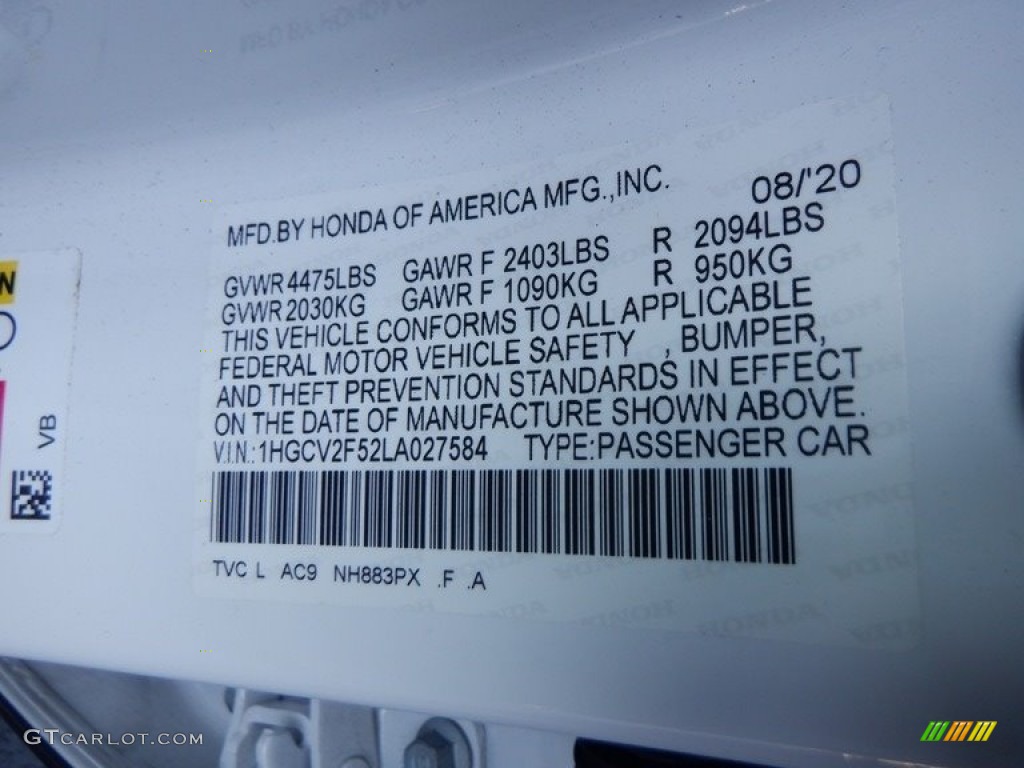 MFD.BY HONDA OF AMERICA MFG.,INC. 08/'20
GVWR 4475LBS GAWR F 2403LBS R 2094LBS
GVWR 2030KG GAWR F 1090KG R 950KG
THIS VEHICLE CONFORMS TO ALL APPLICABLE
FEDERAL MOTOR VEHICLE SAFETY , BUMPER,
AND THEFT PREVENTION STANDARDS IN EFFECT
ON THE DATE OF MANUFACTURE SHOWN ABOVE.
V.I.N.:1HGCV2F52LA027584 TYPE:PASSENGER CAR
TVC L AC9 NH883PX .F .A
VB
GTCARLOT.COM